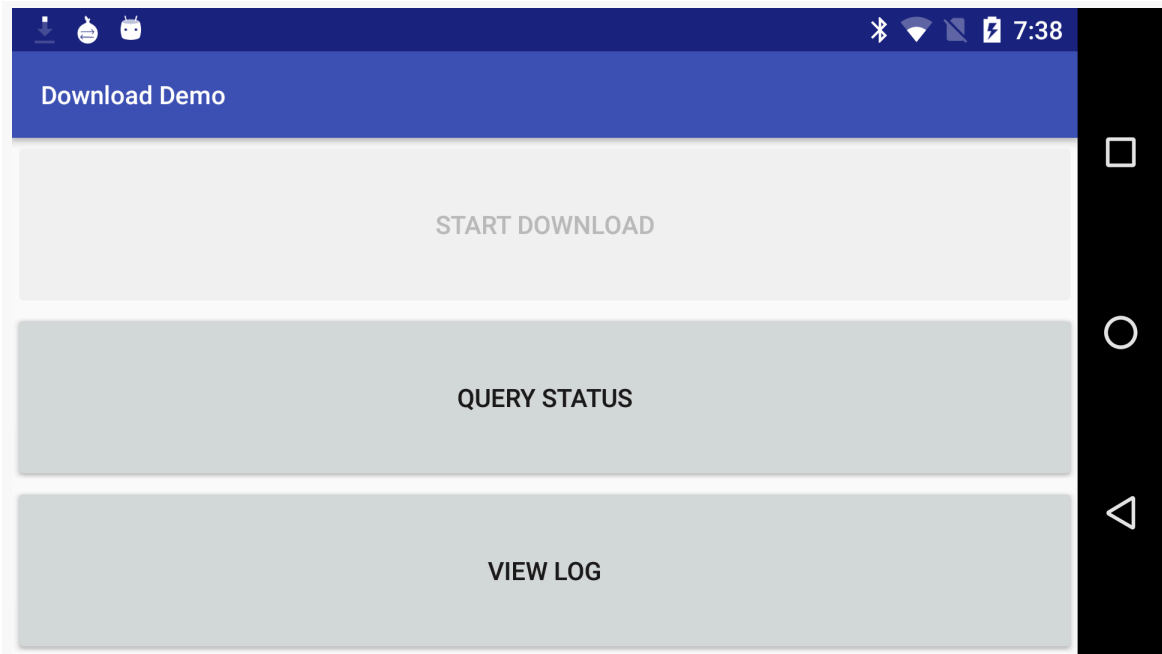 7:38
Download Demo
START DOWNLOAD
QUERY STATUS
VIEW LOG